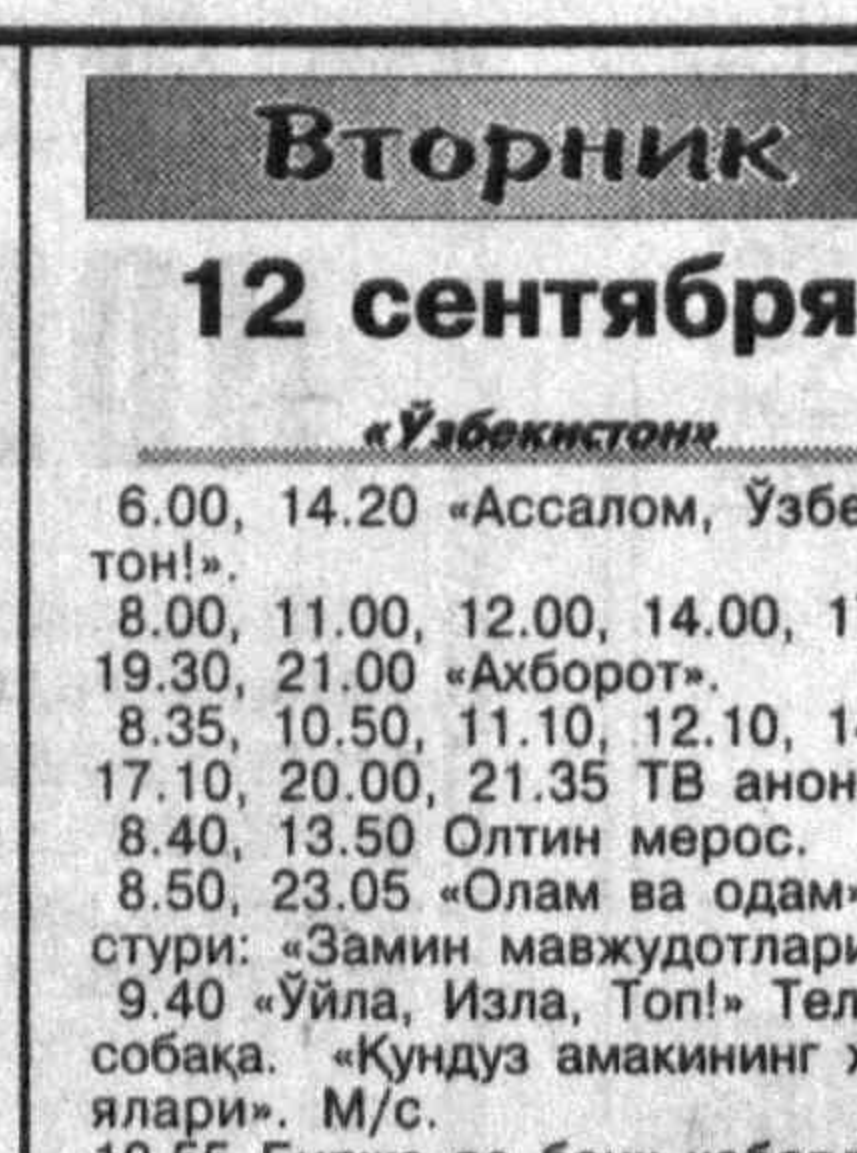 Вторник
12 сентября
«Ўзбекистон»
6.00, 14.20 «Ассалом,
тон!».
8.00, 11.00, 12.00, 14.00,
19.30, 21.00 «Ахборот».
8.35, 10.50, 11.10, 12.10,
17.10, 20.00, 21.35 ТВ
8.40, 13.50 Олтин мерос.
8.50, 23.05 «Олам ва одам»
стури: «Замин мавжудотлари
9.40 «Ўйла, Изла, Топ!»
собақа. «Қундуз амакининг
ялари». М/с.